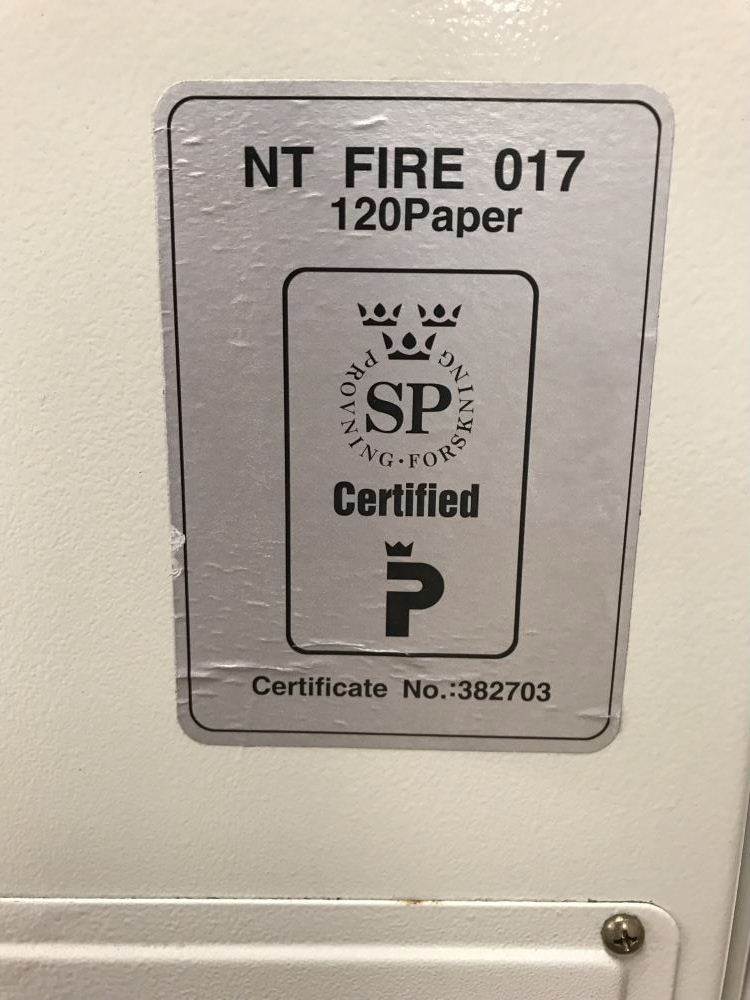 NT FIRE 017
120Paper
PROVNING · FORSKNING
SP
Certified
P
Certificate No.:382703